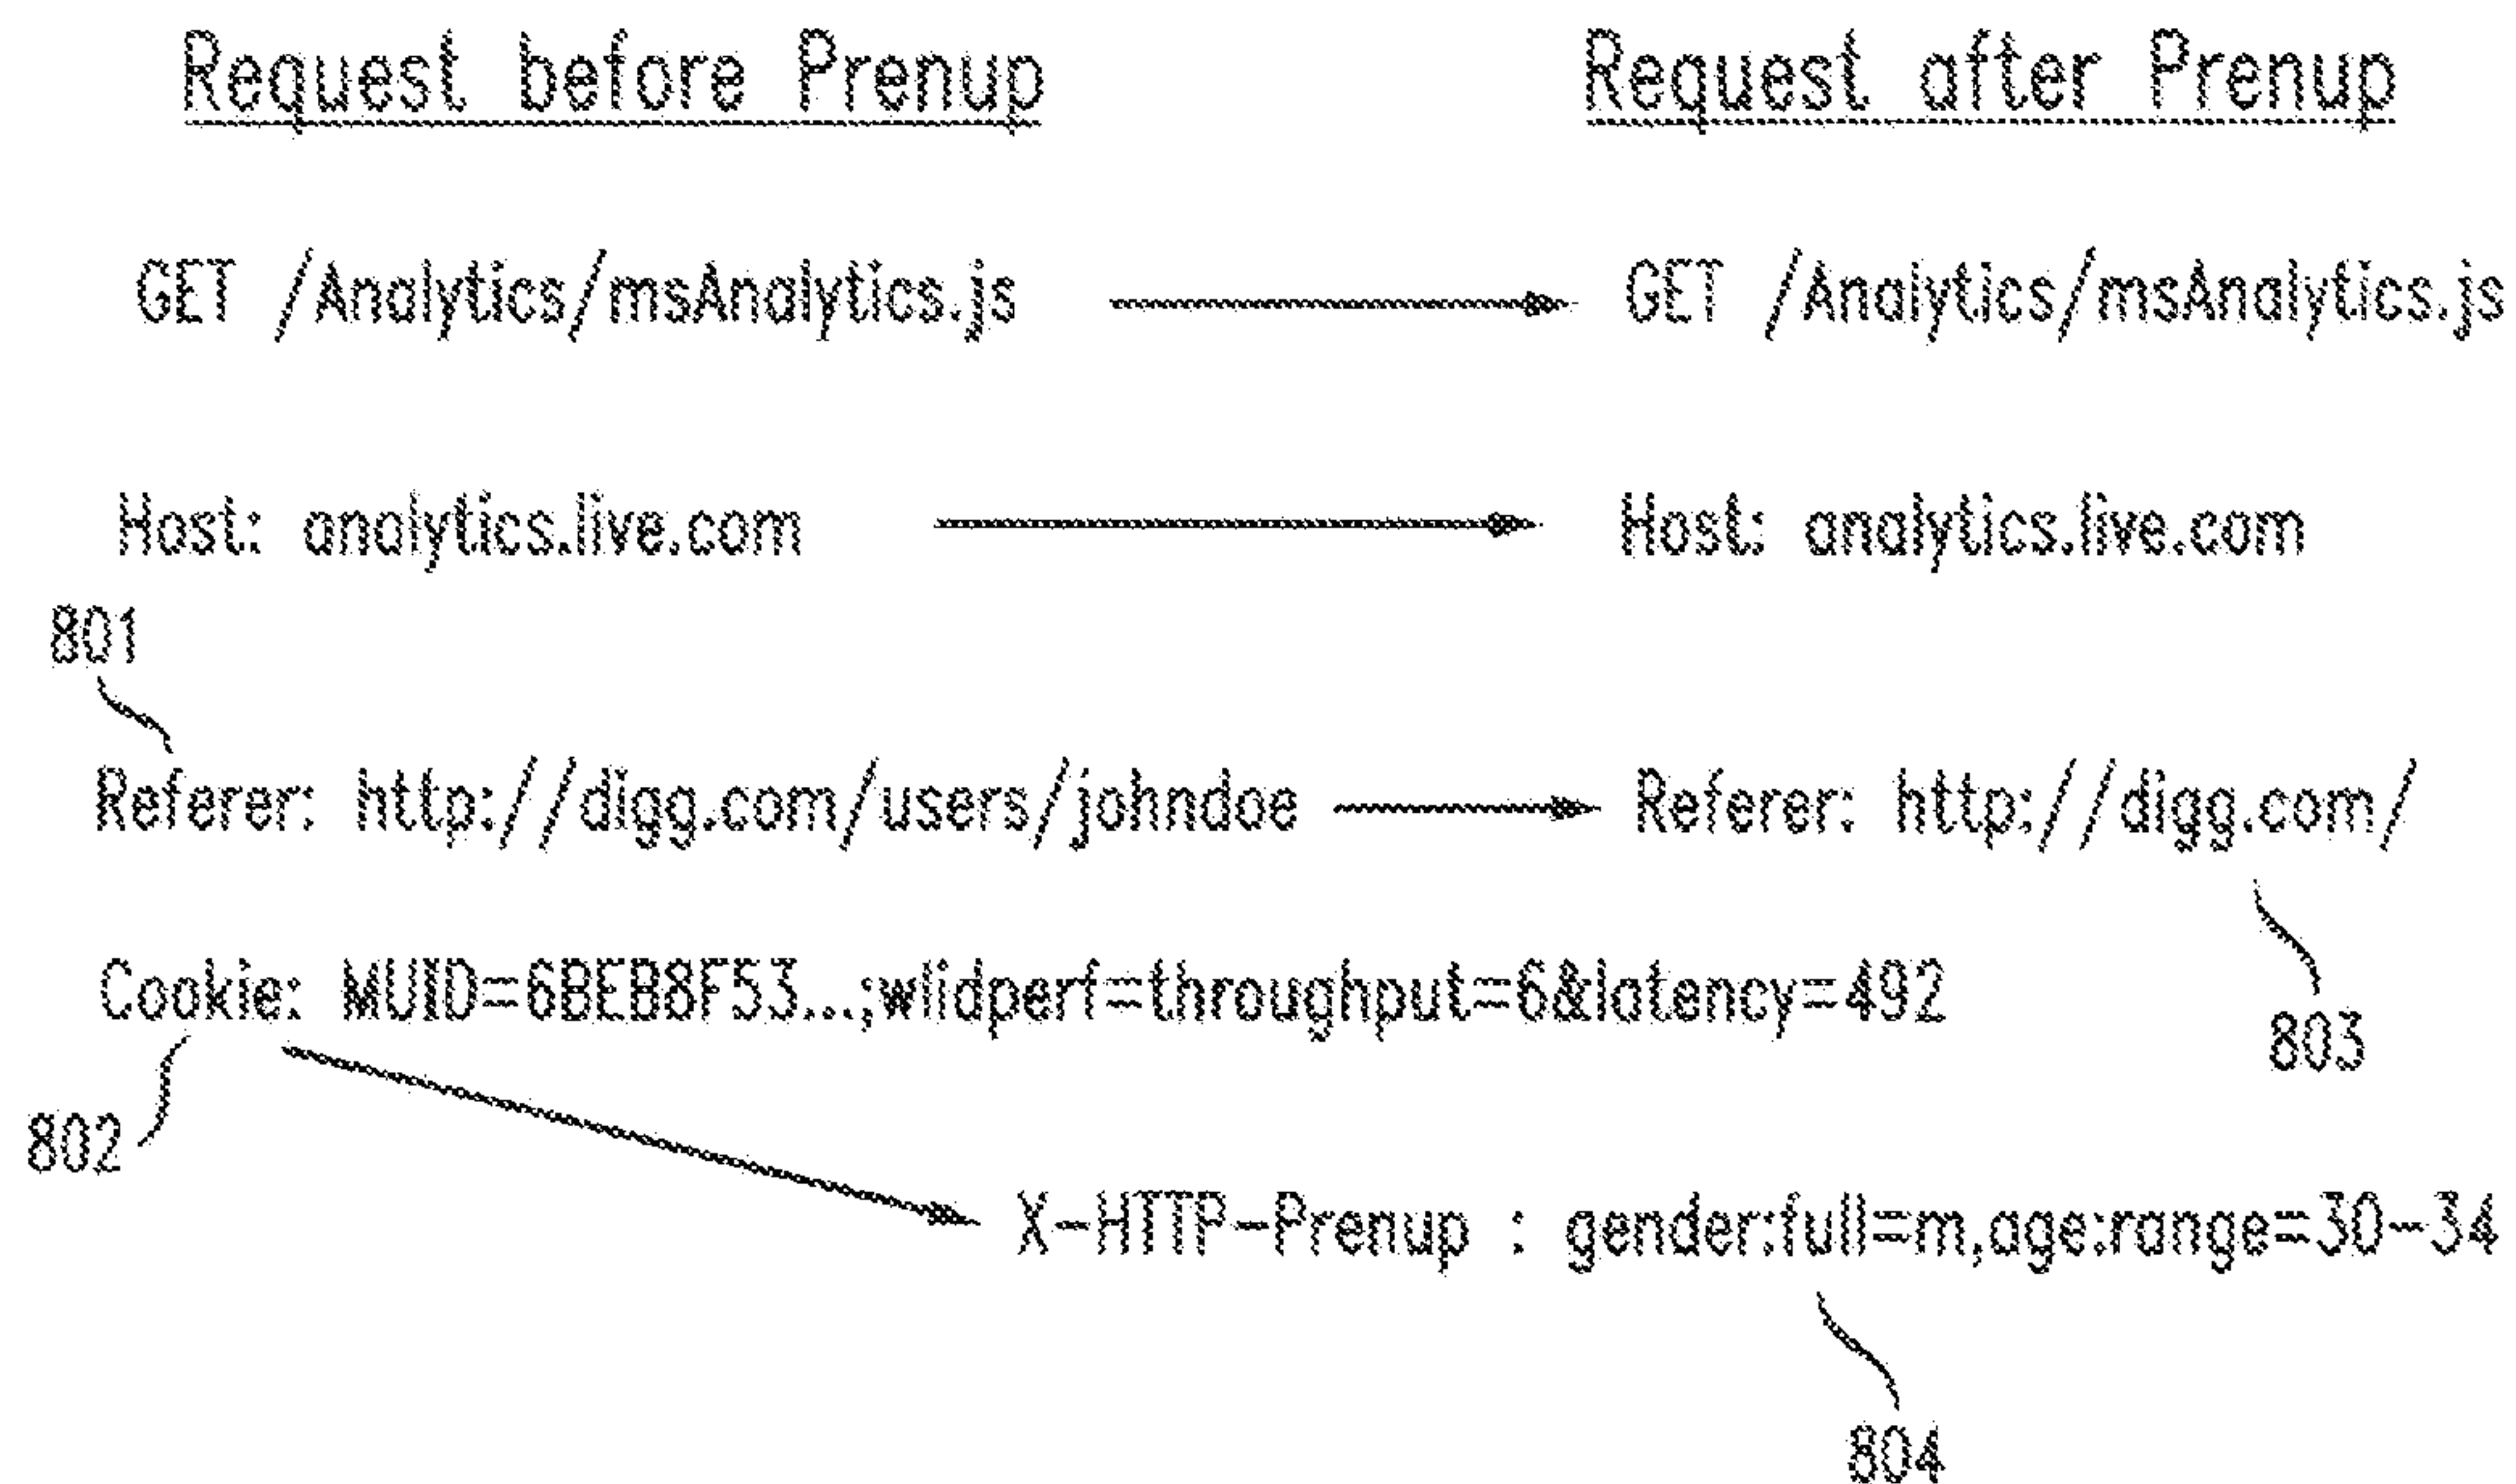 Request before Prenup
Request after Prenup
GET /Analytics/msAnalytics.js
GET /Analytics/msAnalytics.js
Host: analytics.live.com
Host: analytics.live.com
801
Referer: http://digg.com/users/johndoe
Referer: http://digg.com/
Cookie: MUID=6BEB8F53...;wlidperf=throughput=6&latency=492
803
802
X-HTTP-Prenup : gender:full=m,age:range=30-34
804